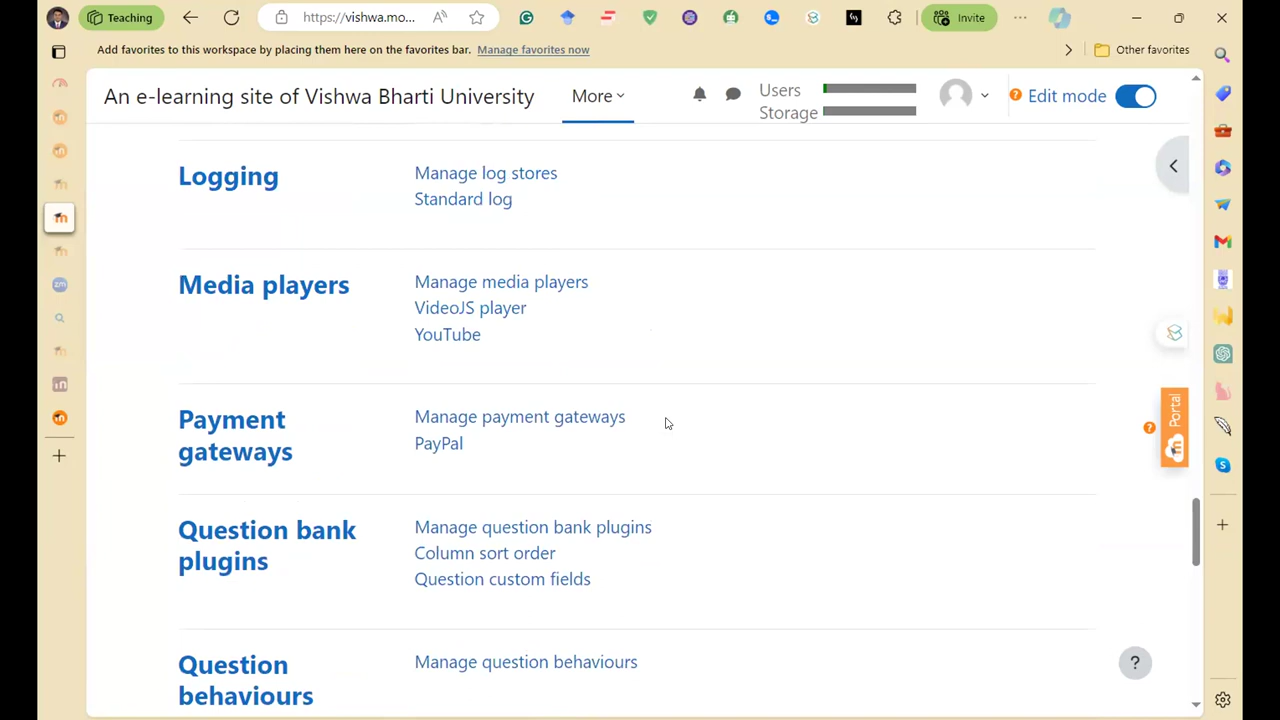 Teaching
https://vishwa.mo...
Invite
Add favorites to this workspace by placing them here on the favorites bar. Manage favorites now
Other favorites
An e-learning site of Vishwa Bharti University
More
Users
Storage
Edit mode
Logging
Manage log stores
Standard log
Media players
Manage media players
VideoJS player
YouTube
Payment
gateways
Manage payment gateways
PayPal
Portal
Question bank
plugins
Manage question bank plugins
Column sort order
Question custom fields
Question
behaviours
Manage question behaviours